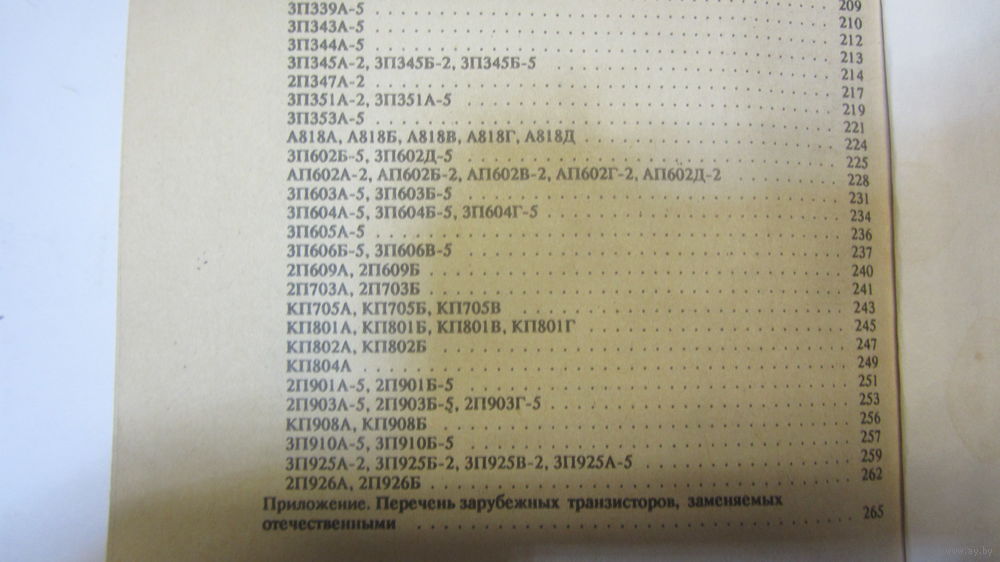 209
3П339А-5 . . . 210
3П343А-5 . . . 212
3П344А-5 . . . 213
3П345А-2, 3П345Б-2, 3П345Б-5 . . . 214
2П347А-2 . . . 217
3П351А-2, 3П351А-5 . . . 219
3П353А-5 . . . 221
А818А, А818Б, А818В, А818Г, А818Д . . . 224
3П602Б-5, 3П602Д-5 . . . 225
АП602А-2, АП602Б-2, АП602В-2, АП602Г-2, АП602Д-2 . . . 228
3П603А-5, 3П603Б-5 . . . 231
3П604А-5, 3П604Б-5, 3П604Г-5 . . . 234
3П605А-5 . . . 236
3П606Б-5, 3П606В-5 . . . 237
2П609А, 2П609Б . . . 240
2П703А, 2П703Б . . . 241
КП705А, КП705Б, КП705В . . . 243
КП801А, КП801Б, КП801В, КП801Г . . . 245
КП802А, КП802Б . . . 247
КП804А . . . 249
2П901А-5, 2П901Б-5 . . . 251
2П903А-5, 2П903Б-5, 2П903Г-5 . . . 253
КП908А, КП908Б . . . 256
3П910А-5, 3П910Б-5 . . . 257
3П925А-2, 3П925Б-2, 3П925В-2, 3П925А-5 . . . 259
2П926А, 2П926Б . . . 262
Приложение. Перечень зарубежных транзисторов, заменяемых
отечественными . . . 265
www.ay.by